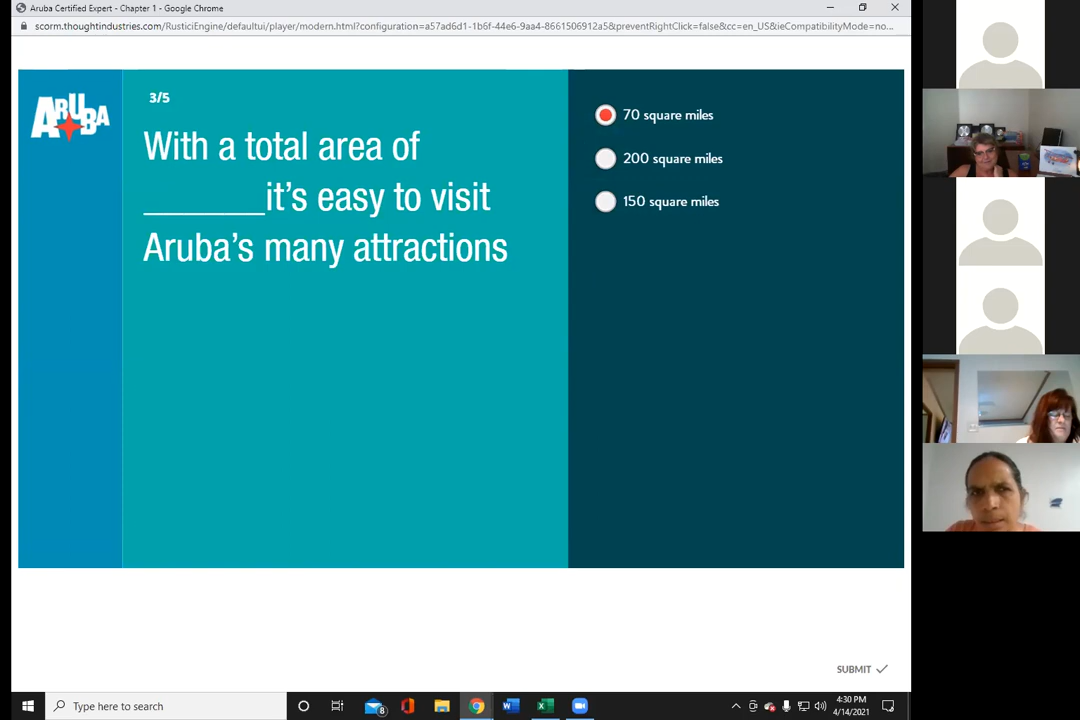 Aruba Certified Expert - Chapter 1 - Google Chrome
scorm.thoughtindustries.com/RusticiEngine/defaultui/player/modern.html?configuration=a57ad6d1-1b6f-44e6-9aa4-8661506912a5&preventRightClick=false&cc=en_US&ieCompatibilityMode=no...
ARUBA
3/5
With a total area of
_______it's easy to visit
Aruba's many attractions
70 square miles
200 square miles
150 square miles
SUBMIT
Type here to search
8
4:30 PM
4/14/2021